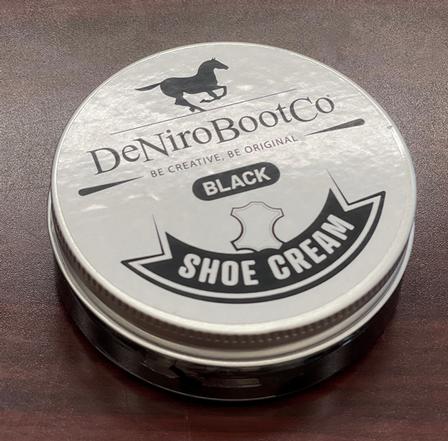 DeNiroBootCo
BE CREATIVE, BE ORIGINAL
BLACK
SHOE CREAM